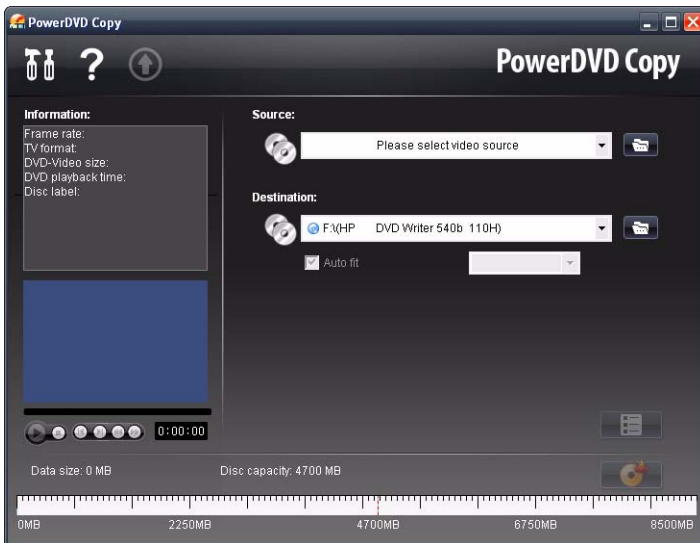 PowerDVD Copy
?
PowerDVD Copy
Information:
Frame rate:
TV format:
DVD-Video size:
DVD playback time:
Disc label:
Source:
Please select video source
Destination:
F:\(HP DVD Writer 540b 110H)
Auto fit
0:00:00
Data size: 0 MB Disc capacity: 4700 MB
0MB 2250MB 4700MB 6750MB 8500MB